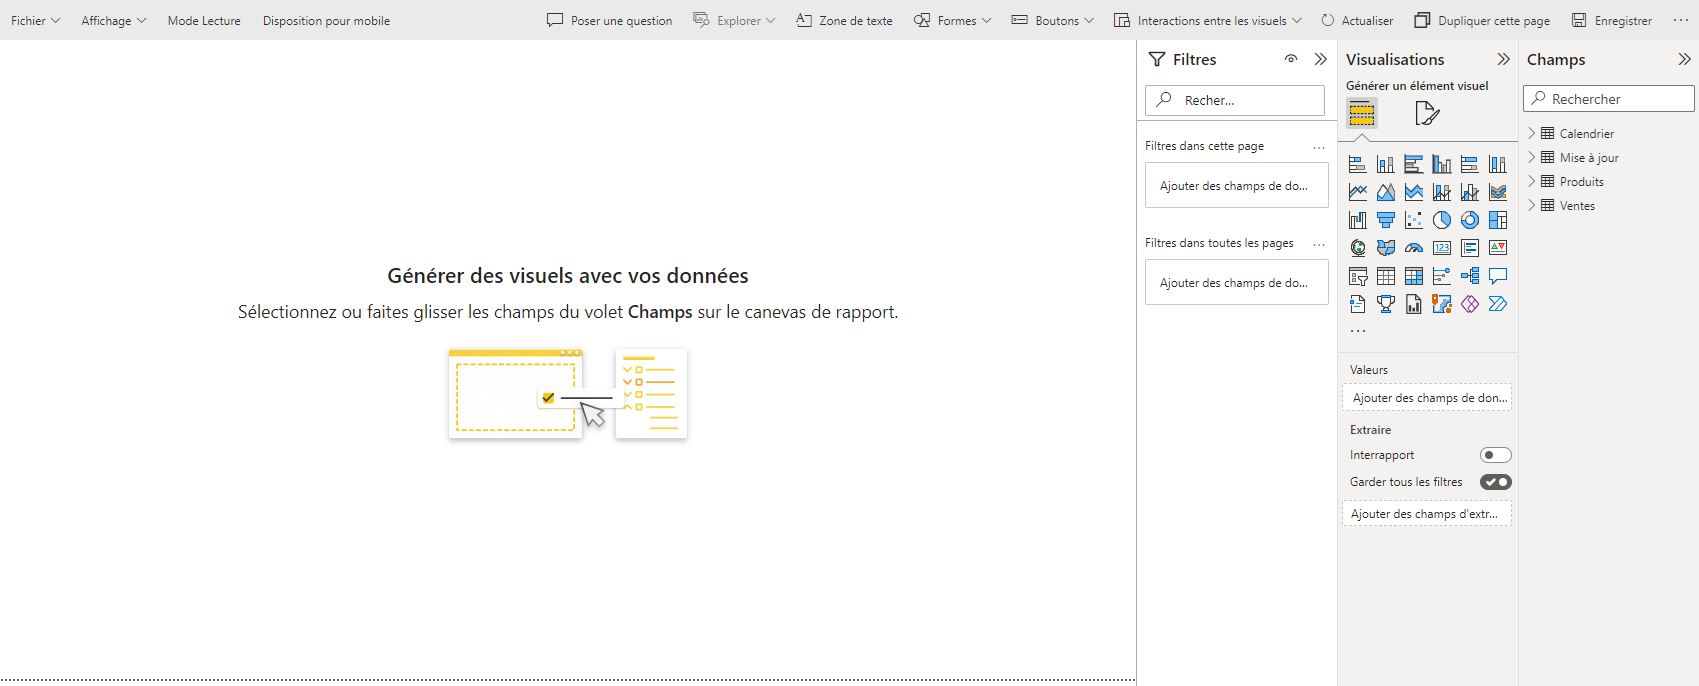 Fichier
Affichage
Mode Lecture
Disposition pour mobile
Poser une question
Explorer
Zone de texte
Formes
Boutons
Interactions entre les visuels
Actualiser
Dupliquer cette page
Enregistrer
...
Générer des visuels avec vos données
Sélectionnez ou faites glisser les champs du volet Champs sur le canevas de rapport.
Filtres
Recher...
Filtres dans cette page
...
Ajouter des champs de do...
Filtres dans toutes les pages
...
Ajouter des champs de do...
Visualisations
Générer un élément visuel
123
...
Valeurs
Ajouter des champs de don...
Extraire
Interrapport
Garder tous les filtres
Ajouter des champs d'extr...
Champs
Rechercher
Calendrier
Mise à jour
Produits
Ventes